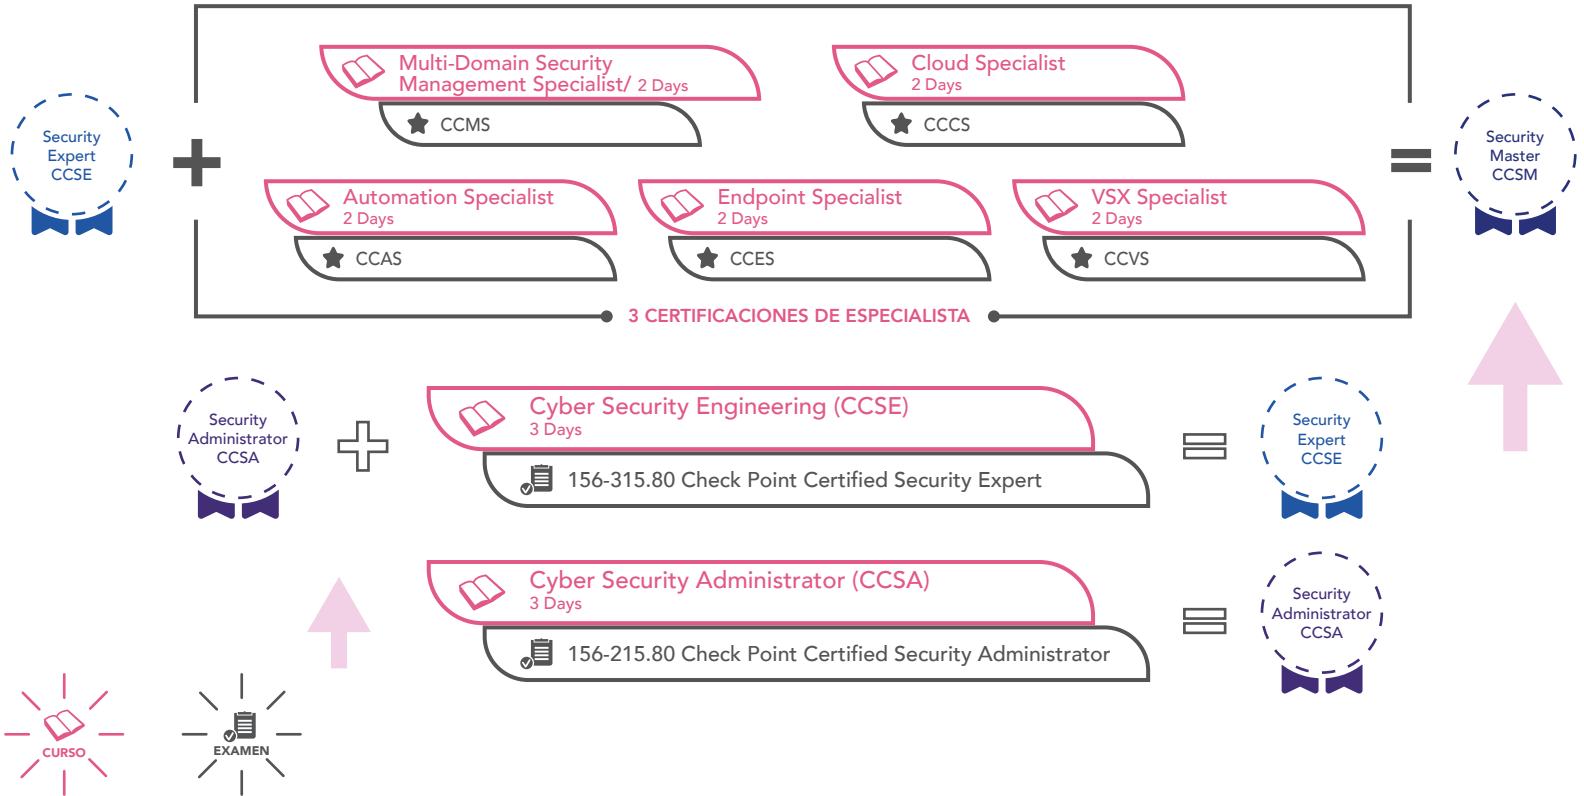 Multi-Domain Security
Management Specialist/ 2 Days
CCMS
Cloud Specialist
2 Days
CCCS
Security
Expert
CCSE
Security
Master
CCSM
Automation Specialist
2 Days
CCAS
Endpoint Specialist
2 Days
CCES
VSX Specialist
2 Days
CCVS
3 CERTIFICACIONES DE ESPECIALISTA
Security
Administrator
CCSA
Cyber Security Engineering (CCSE)
3 Days
156-315.80 Check Point Certified Security Expert
Security
Expert
CCSE
Cyber Security Administrator (CCSA)
3 Days
156-215.80 Check Point Certified Security Administrator
Security
Administrator
CCSA
CURSO
EXAMEN